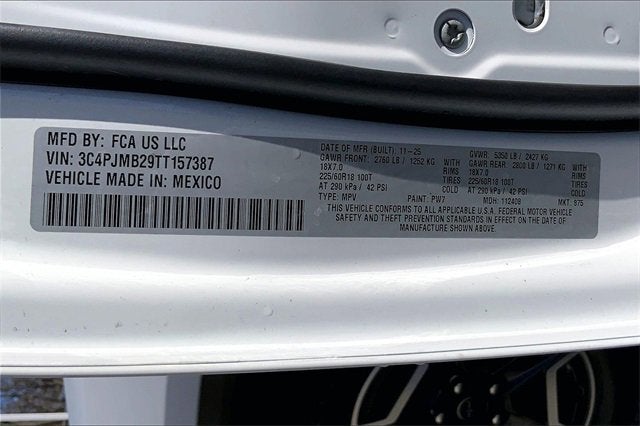 MFD BY: FCA US LLC
VIN: 3C4PJMB29TT157387
VEHICLE MADE IN: MEXICO
DATE OF MFR (BUILT): 11-25 GVWR: 5350 LB / 2427 KG
GAWR FRONT: 2760 LB / 1252 KG WITH GAWR REAR: 2800 LB / 1271 KG WITH
18X7.0 RIMS 18X7.0 RIMS
225/60R18 100T TIRES 225/60R18 100T TIRES
AT 290 kPa / 42 PSI COLD AT 290 kPa / 42 PSI COLD
TYPE: MPV PAINT: PW7 MDH: 112408 MKT: 975
THIS VEHICLE CONFORMS TO ALL APPLICABLE U.S.A. FEDERAL MOTOR VEHICLE
SAFETY AND THEFT PREVENTION STANDARDS IN EFFECT ON THE DATE OF
MANUFACTURE SHOWN ABOVE.